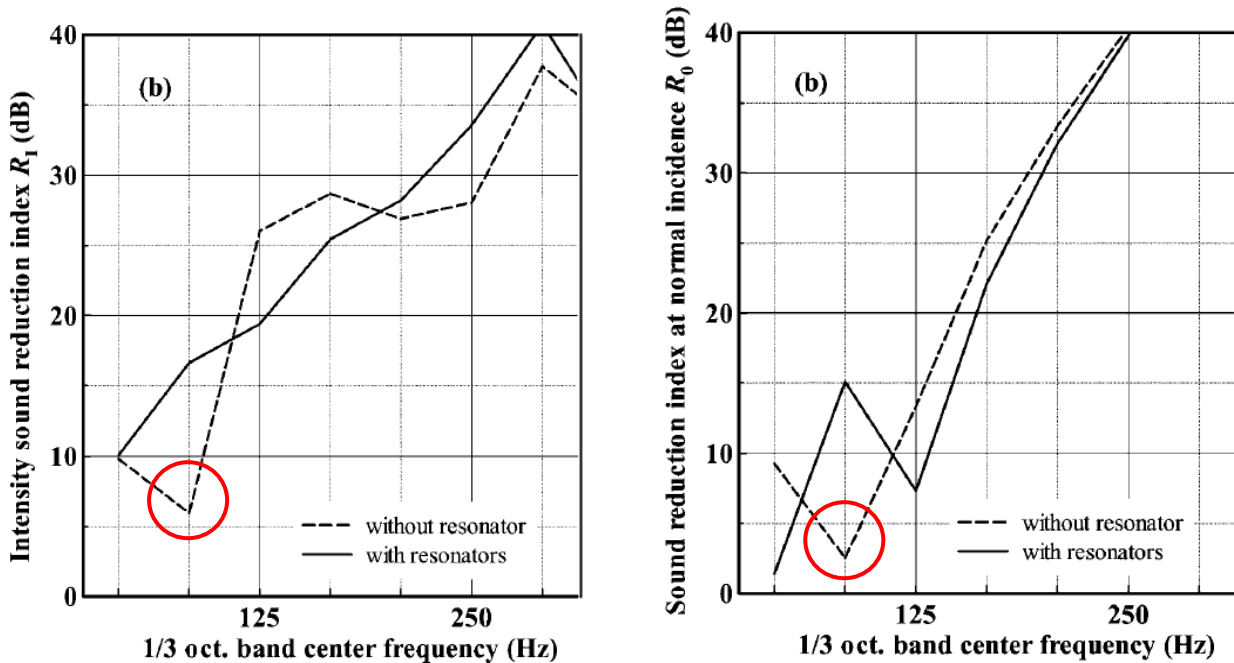 Intensity sound reduction index R_I (dB)
40
30
20
10
0
(b)
without resonator
with resonators
125
250
1/3 oct. band center frequency (Hz)
Sound reduction index at normal incidence R_0 (dB)
40
30
20
10
0
(b)
without resonator
with resonators
125
250
1/3 oct. band center frequency (Hz)